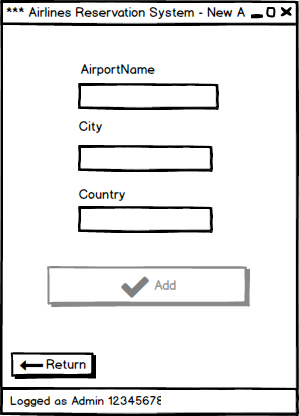 *** Airlines Reservation System - New A
AirportName
City
Country
Add
Return
Logged as Admin 12345678